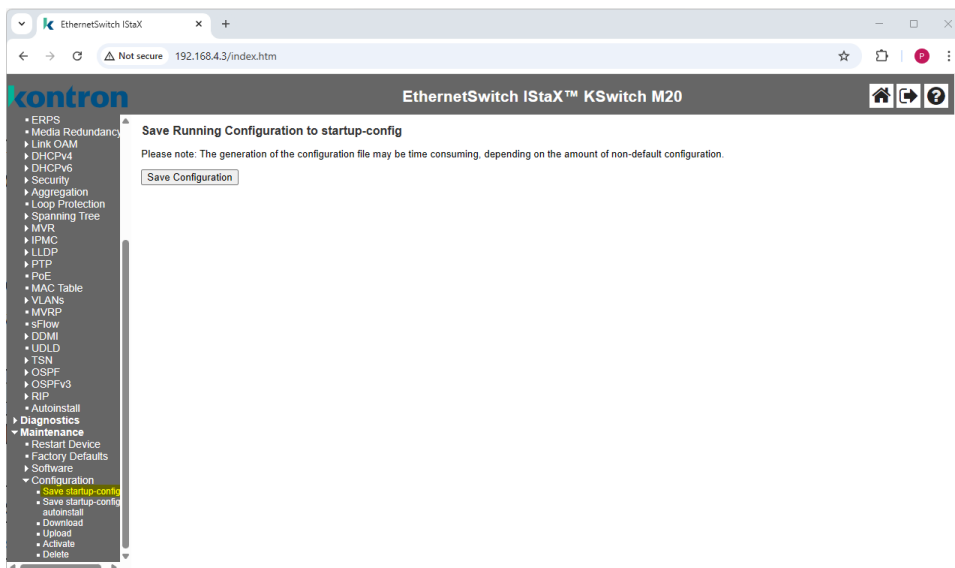 EthernetSwitch IStaX
Not secure 192.168.4.3/index.htm
P
kontron
EthernetSwitch IStaX™ KSwitch M20
ERPS
Media Redundancy
Link OAM
DHCPv4
DHCPv6
Security
Aggregation
Loop Protection
Spanning Tree
MVR
IPMC
LLDP
PTP
PoE
MAC Table
VLANs
MVRP
sFlow
DDMI
UDLD
TSN
OSPF
OSPFv3
RIP
Autoinstall
Diagnostics
Maintenance
Restart Device
Factory Defaults
Software
Configuration
Save startup-config
Save startup-config
autoinstall
Download
Upload
Activate
Delete
Save Running Configuration to startup-config
Please note: The generation of the configuration file may be time consuming, depending on the amount of non-default configuration.
Save Configuration